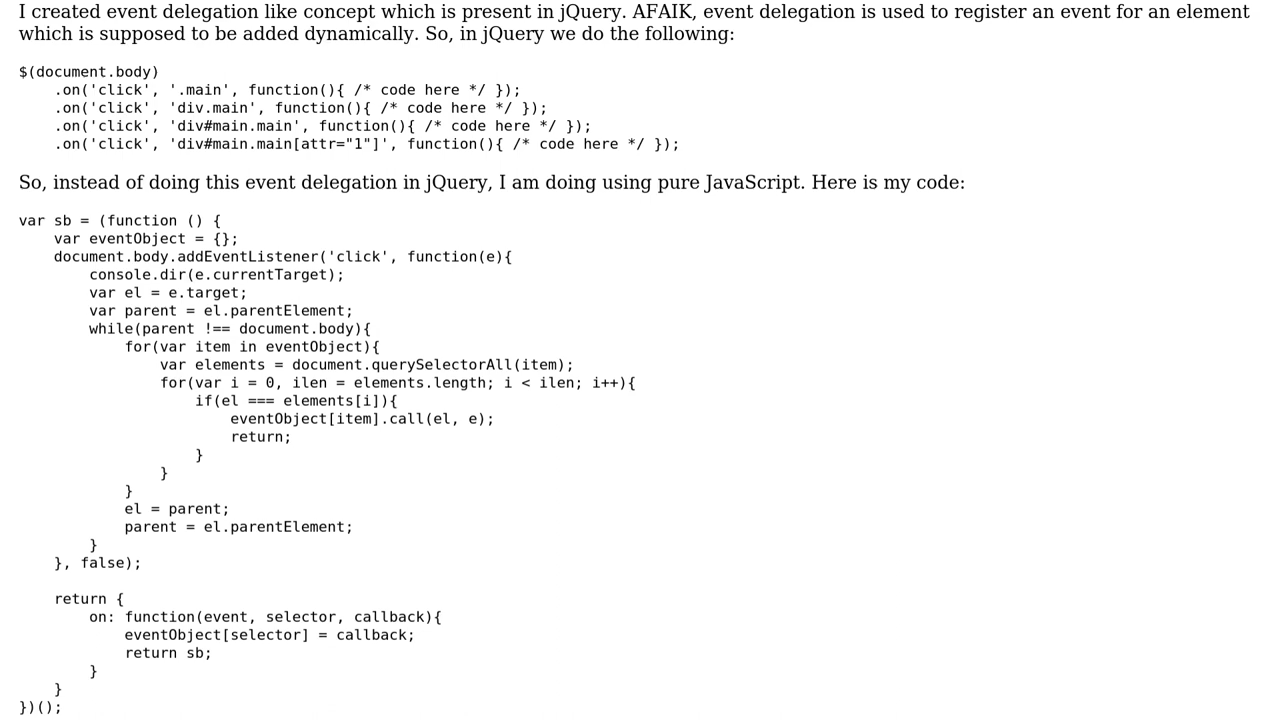 I created event delegation like concept which is present in jQuery. AFAIK, event delegation is used to register an event for an element
which is supposed to be added dynamically. So, in jQuery we do the following:
$(document.body)
    .on('click', '.main', function(){ /* code here */ });
    .on('click', 'div.main', function(){ /* code here */ });
    .on('click', 'div#main.main', function(){ /* code here */ });
    .on('click', 'div#main.main[attr="1"]', function(){ /* code here */ });
So, instead of doing this event delegation in jQuery, I am doing using pure JavaScript. Here is my code:
var sb = (function () {
    var eventObject = {};
    document.body.addEventListener('click', function(e){
        console.dir(e.currentTarget);
        var el = e.target;
        var parent = el.parentElement;
        while(parent !== document.body){
            for(var item in eventObject){
                var elements = document.querySelectorAll(item);
                for(var i = 0, ilen = elements.length; i < ilen; i++){
                    if(el === elements[i]){
                        eventObject[item].call(el, e);
                        return;
                    }
                }
            }
            el = parent;
            parent = el.parentElement;
        }
    }, false);
    return {
        on: function(event, selector, callback){
            eventObject[selector] = callback;
            return sb;
        }
    }
})();